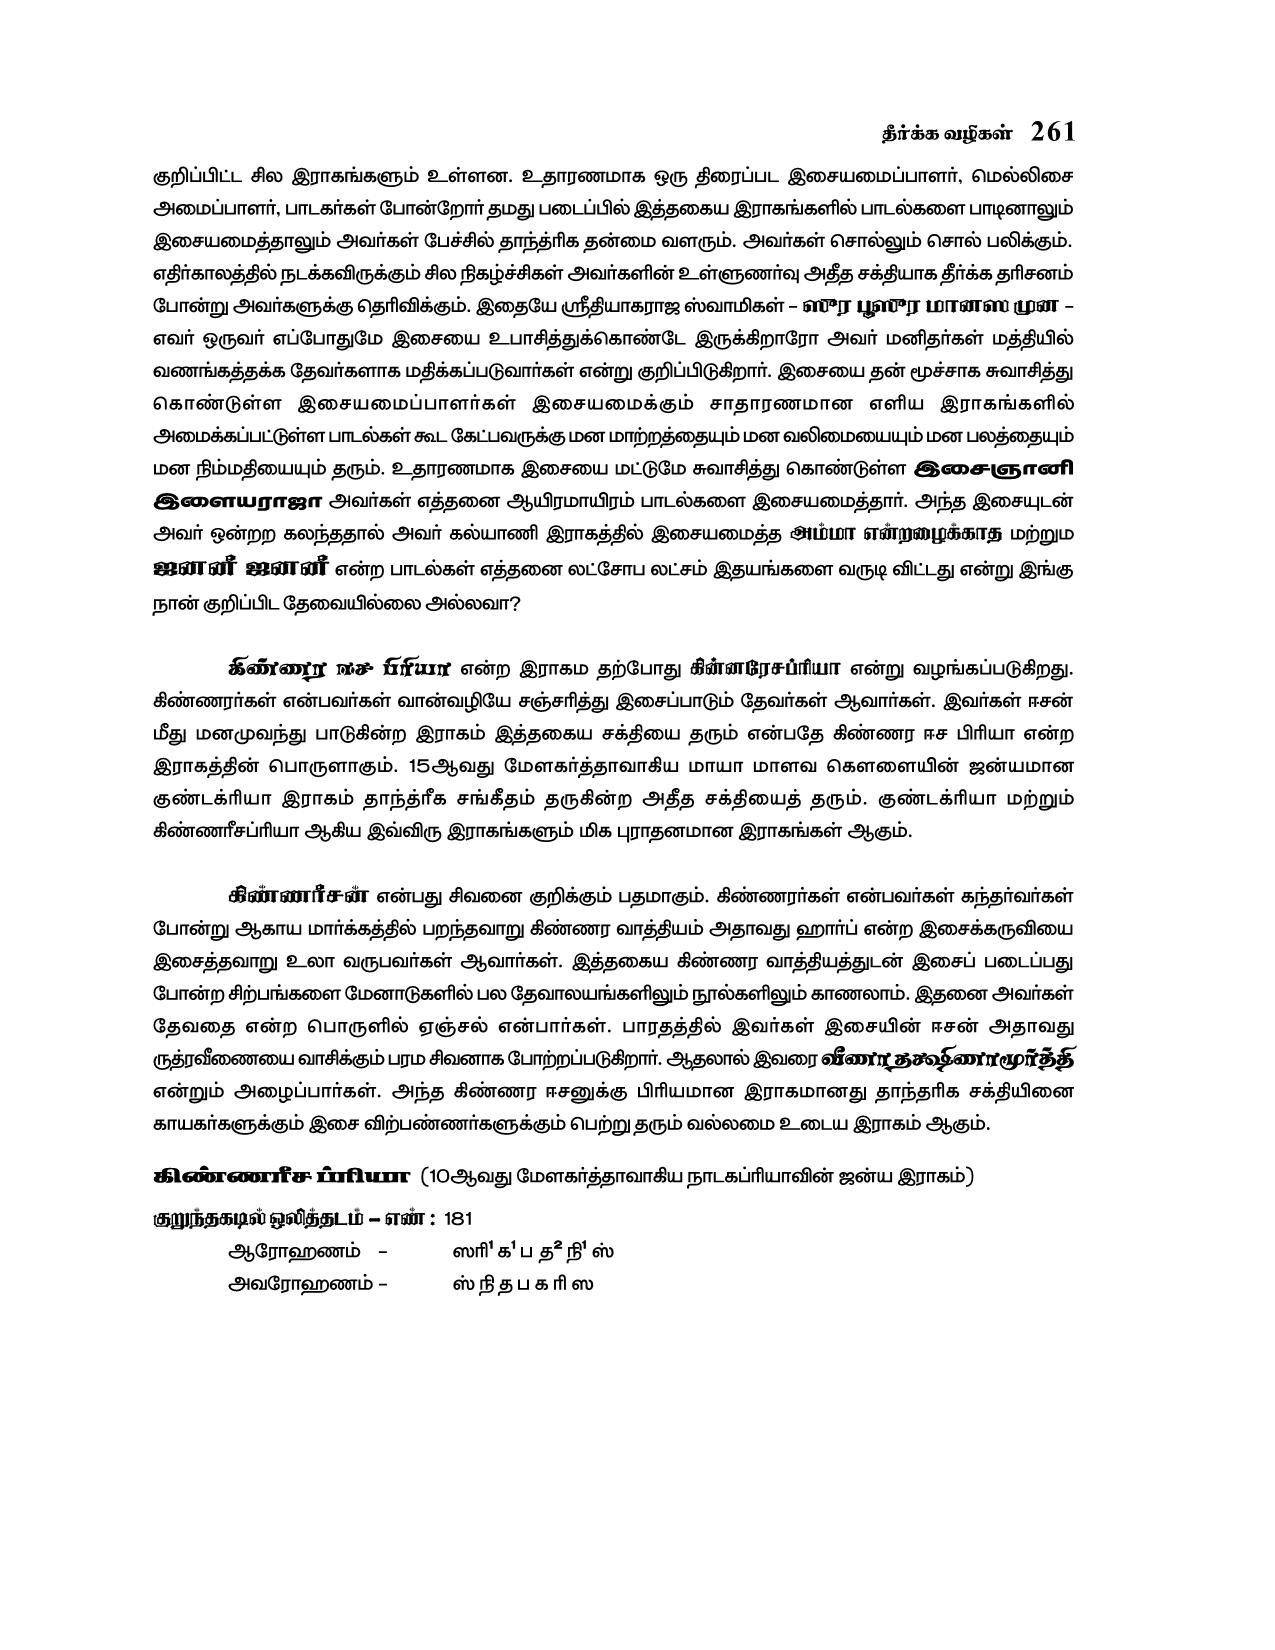 தீர்க்க வழிகள் 261
குறிப்பிட்ட சில இராகங்களும் உள்ளன. உதாரணமாக ஒரு திரைப்பட இசையமைப்பாளர், மெல்லிசை
அமைப்பாளர், பாடகர்கள் போன்றோர் தமது படைப்பில் இத்தகைய இராகங்களில் பாடல்களை பாடினாலும்
இசையமைத்தாலும் அவர்கள் பேச்சில் தாந்த்ரிக தன்மை வளரும். அவர்கள் சொல்லும் சொல் பலிக்கும்.
எதிர்காலத்தில் நடக்கவிருக்கும் சில நிகழ்ச்சிகள் அவர்களின் உள்ளுணர்வு அதீத சக்தியாக தீர்க்க தரிசனம்
போன்று அவர்களுக்கு தெரிவிக்கும். இதையே ஸ்ரீதியாகராஜ ஸ்வாமிகள் – ஸுர பூஸுர மானஸ முன –
எவர் ஒருவர் எப்போதுமே இசையை உபாசித்துக்கொண்டே இருக்கிறாரோ அவர் மனிதர்கள் மத்தியில்
வணங்கத்தக்க தேவர்களாக மதிக்கப்படுவார்கள் என்று குறிப்பிடுகிறார். இசையை தன் மூச்சாக சுவாசித்து
கொண்டுள்ள இசையமைப்பாளர்கள் இசையமைக்கும் சாதாரணமான எளிய இராகங்களில்
அமைக்கப்பட்டுள்ள பாடல்கள் கூட கேட்பவருக்கு மன மாற்றத்தையும் மன வலிமையையும் மன பலத்தையும்
மன நிம்மதியையும் தரும். உதாரணமாக இசையை மட்டுமே சுவாசித்து கொண்டுள்ள இசைஞானி
இளையராஜா அவர்கள் எத்தனை ஆயிரமாயிரம் பாடல்களை இசையமைத்தார். அந்த இசையுடன்
அவர் ஒன்றற கலந்ததால் அவர் கல்யாணி இராகத்தில் இசையமைத்த அம்மா என்றழைக்காத மற்றும
ஜனனீ ஜனனீ என்ற பாடல்கள் எத்தனை லட்சோப லட்சம் இதயங்களை வருடி விட்டது என்று இங்கு
நான் குறிப்பிட தேவையில்லை அல்லவா?
கிண்ணர ஈச பிரியா என்ற இராகம தற்போது கின்னரேசப்ரியா என்று வழங்கப்படுகிறது.
கிண்ணரர்கள் என்பவர்கள் வான்வழியே சஞ்சரித்து இசைப்பாடும் தேவர்கள் ஆவார்கள். இவர்கள் ஈசன்
மீது மனமுவந்து பாடுகின்ற இராகம் இத்தகைய சக்தியை தரும் என்பதே கிண்ணர ஈச பிரியா என்ற
இராகத்தின் பொருளாகும். 15ஆவது மேளகர்த்தாவாகிய மாயா மாளவ கௌளையின் ஜன்யமான
குண்டக்ரியா இராகம் தாந்த்ரீக சங்கீதம் தருகின்ற அதீத சக்தியைத் தரும். குண்டக்ரியா மற்றும்
கிண்ணரீசப்ரியா ஆகிய இவ்விரு இராகங்களும் மிக புராதனமான இராகங்கள் ஆகும்.
கிண்ணரீசன் என்பது சிவனை குறிக்கும் பதமாகும். கிண்ணரர்கள் என்பவர்கள் கந்தர்வர்கள்
போன்று ஆகாய மார்க்கத்தில் பறந்தவாறு கிண்ணர வாத்தியம் அதாவது ஹார்ப் என்ற இசைக்கருவியை
இசைத்தவாறு உலா வருபவர்கள் ஆவார்கள். இத்தகைய கிண்ணர வாத்தியத்துடன் இசைப் படைப்பது
போன்ற சிற்பங்களை மேனாடுகளில் பல தேவாலயங்களிலும் நூல்களிலும் காணலாம். இதனை அவர்கள்
தேவதை என்ற பொருளில் ஏஞ்சல் என்பார்கள். பாரதத்தில் இவர்கள் இசையின் ஈசன் அதாவது
ருத்ரவீணையை வாசிக்கும் பரம சிவனாக போற்றப்படுகிறார். ஆதலால் இவரை வீணா தக்ஷிணாமூர்த்தி
என்றும் அழைப்பார்கள். அந்த கிண்ணர ஈசனுக்கு பிரியமான இராகமானது தாந்தரிக சக்தியினை
காயகர்களுக்கும் இசை விற்பண்ணர்களுக்கும் பெற்று தரும் வல்லமை உடைய இராகம் ஆகும்.
கிண்ணரீச ப்ரியா (10ஆவது மேளகர்த்தாவாகிய நாடகப்ரியாவின் ஜன்ய இராகம்)
குறுந்தகடில் ஒலித்தடம் – எண் : 181
ஆரோஹணம் – ஸரி¹ க¹ ப த² நி¹ ஸ்
அவரோஹணம் – ஸ் நி த ப க ரி ஸ